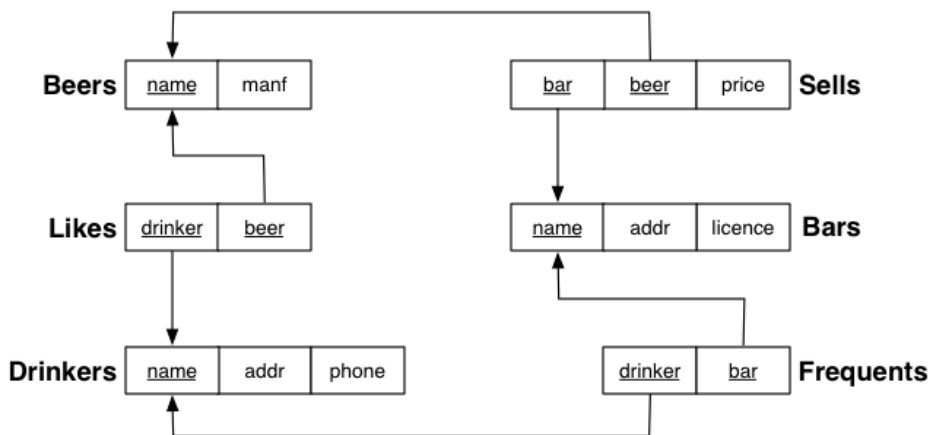 Beers name manf bar beer price Sells
Likes drinker beer name addr licence Bars
Drinkers name addr phone drinker bar Frequents